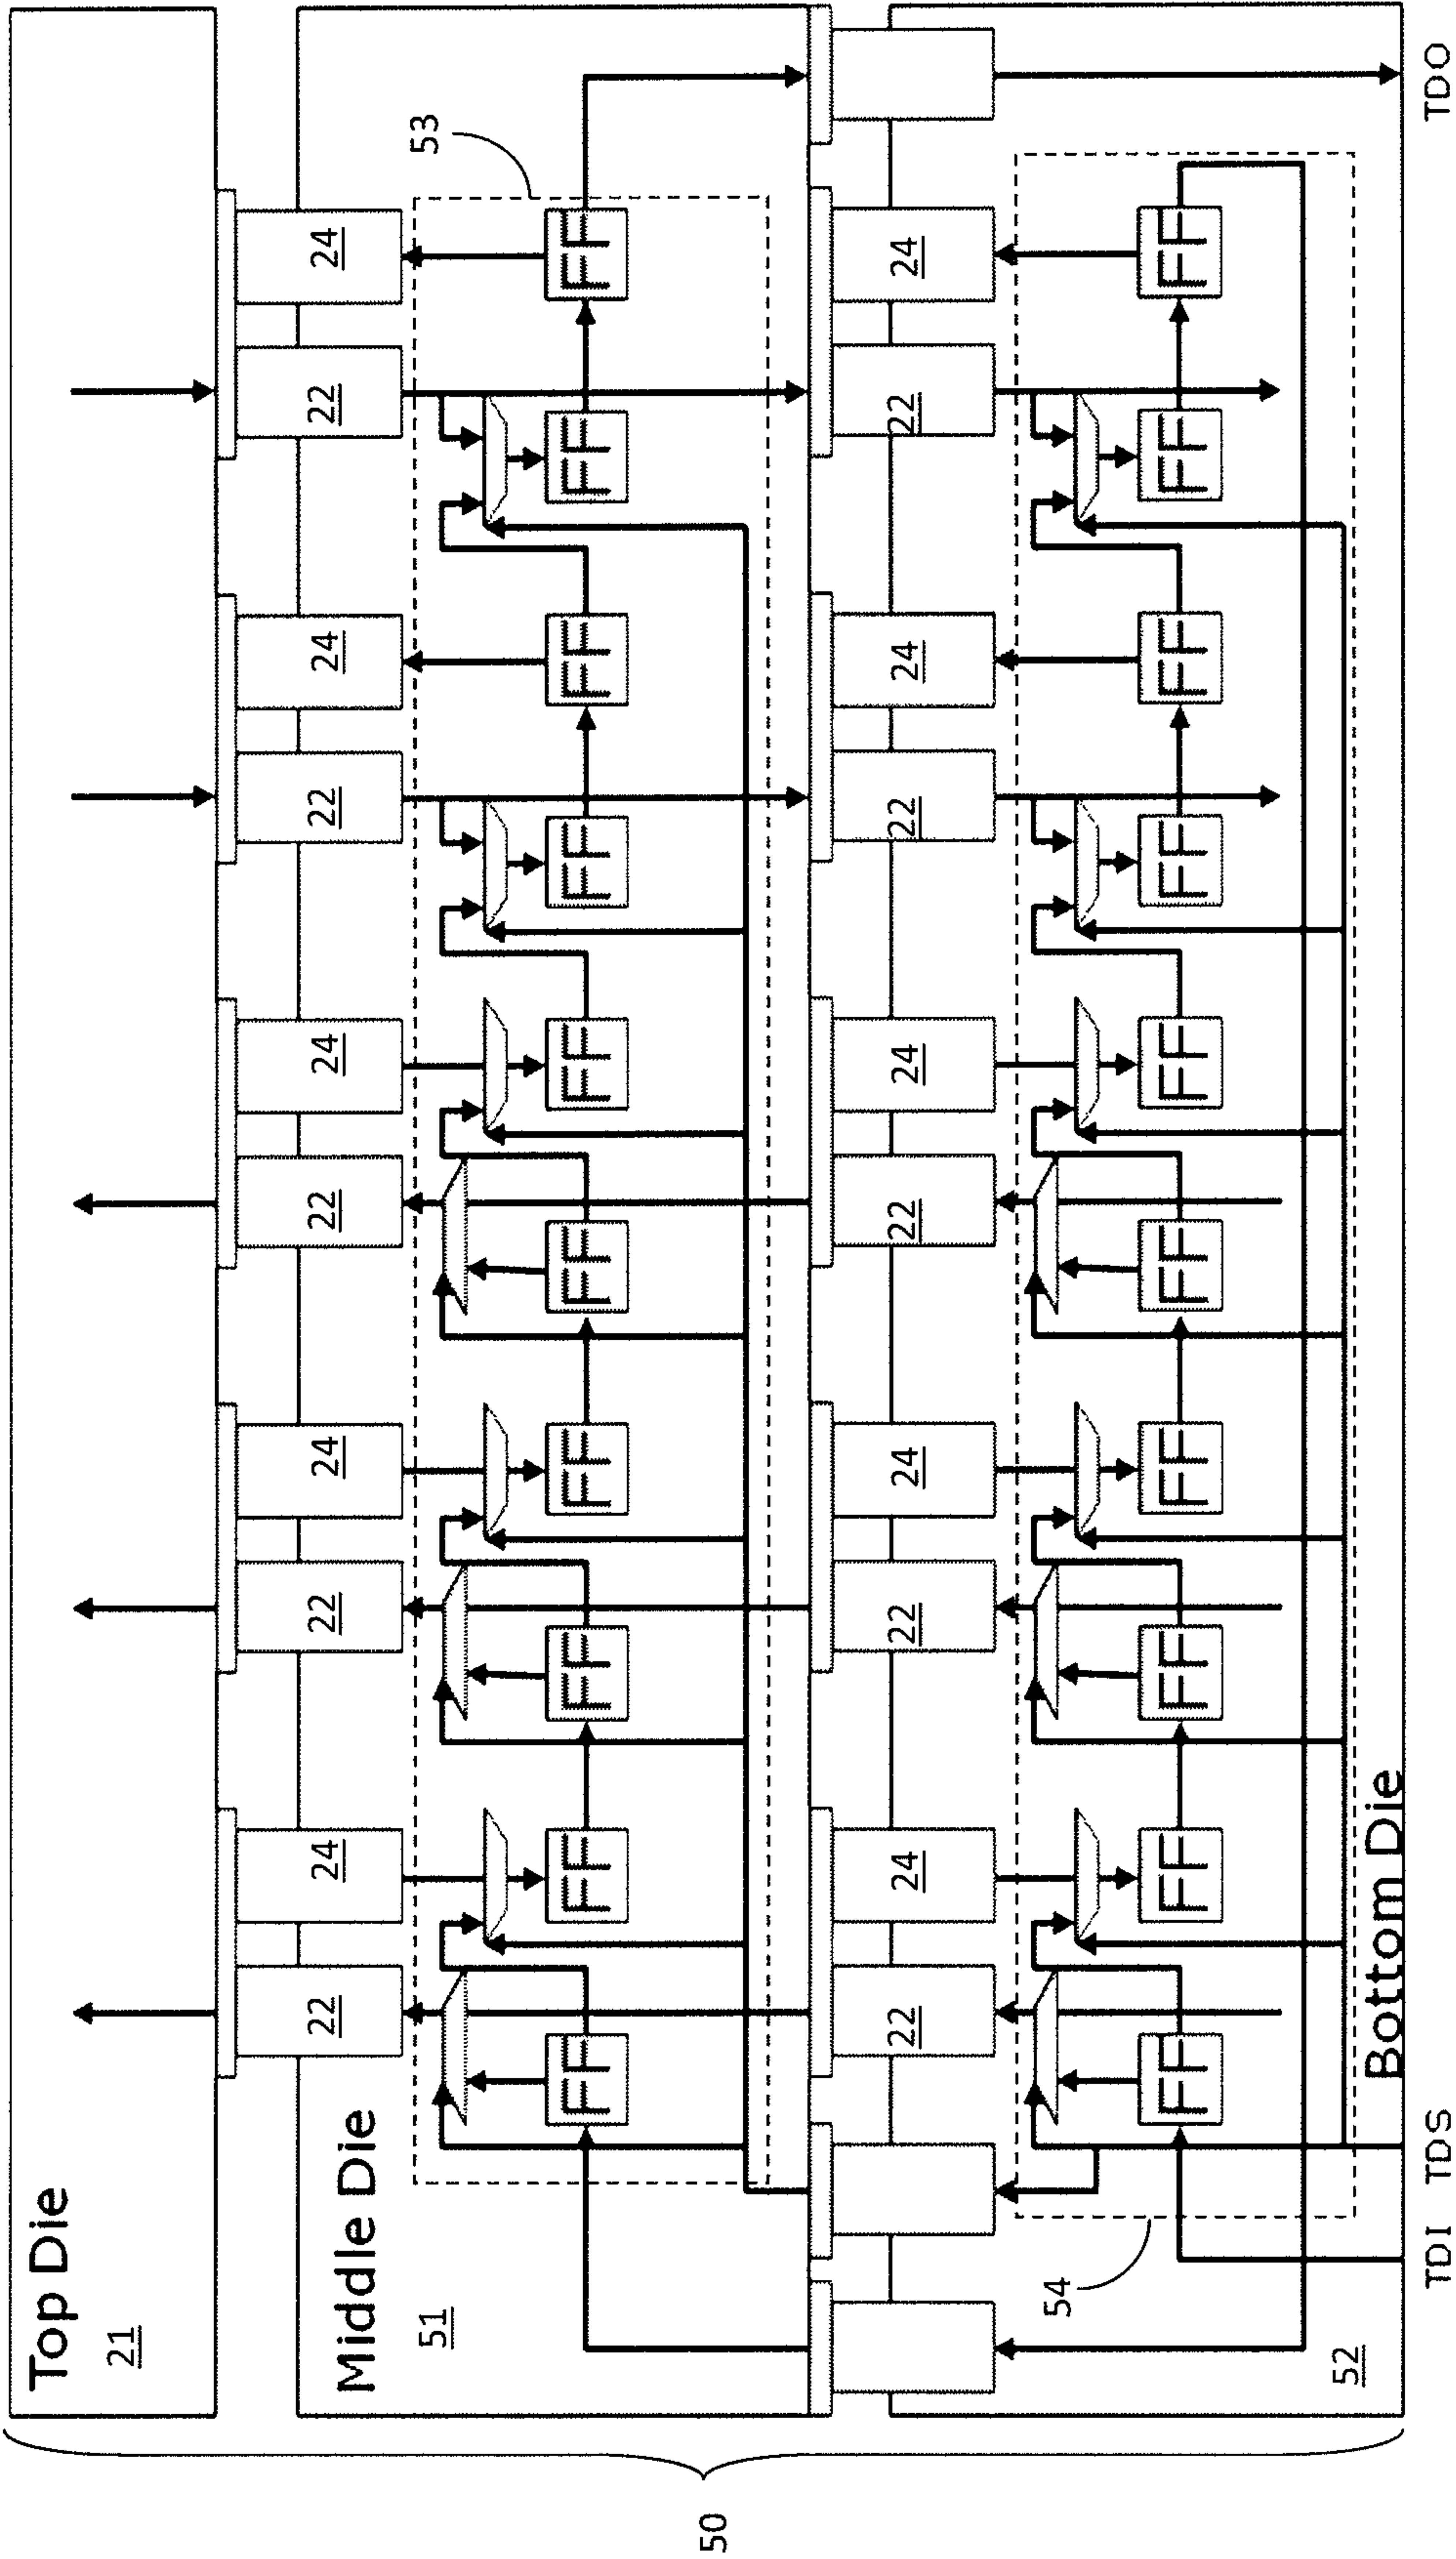 Top Die
21
22 24 22 24 22 24 22 24 22 24
Middle Die
51
53
FF FF FF FF FF FF FF FF FF FF
50
22 24 22 24 22 24 22 24 22 24
54
FF FF FF FF FF FF FF FF FF FF
52
Bottom Die
TDI TDS TDO